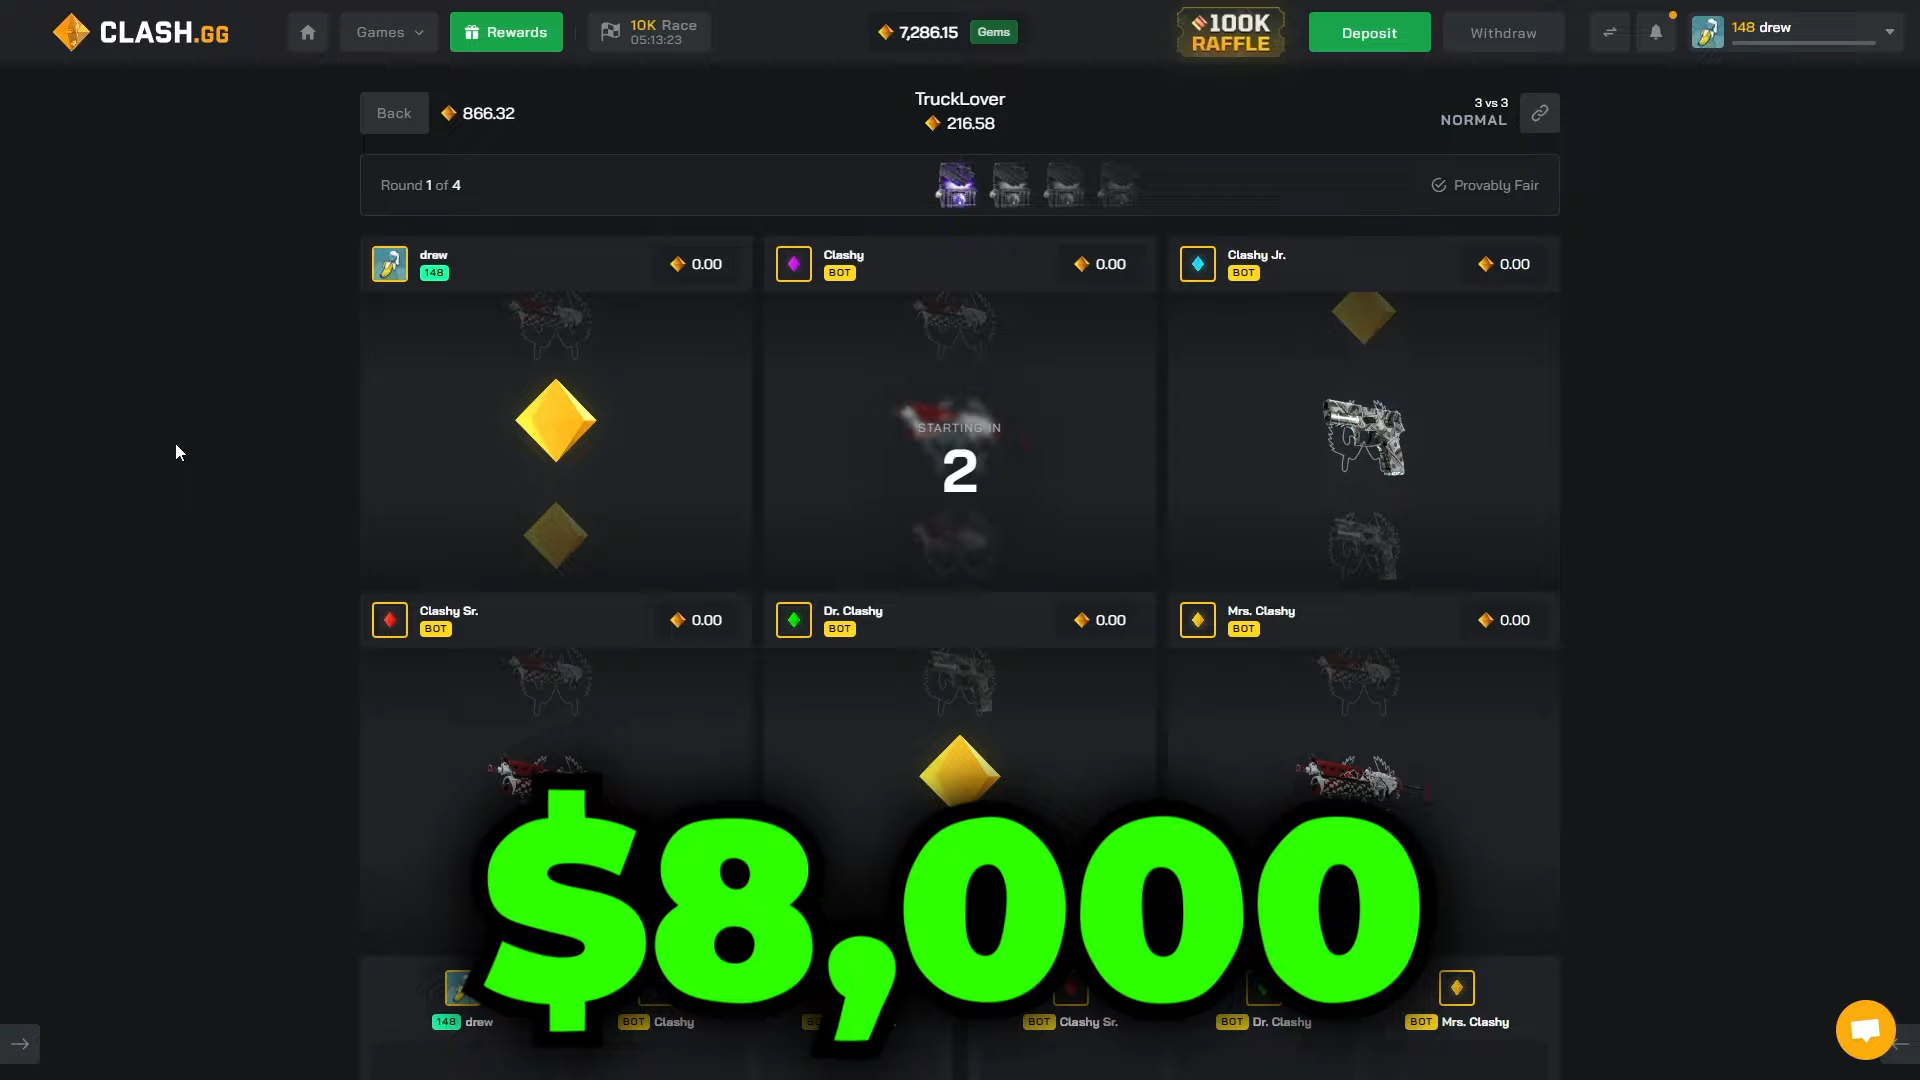 CLASH.GG
Games
Rewards
10K Race
05:13:23
7,286.15
Gems
100K
RAFFLE
Deposit
Withdraw
148 drew
Back
866.32
TruckLover
216.58
3 vs 3
NORMAL
Round 1 of 4
Provably Fair
drew
148
0.00
Clashy
BOT
0.00
Clashy Jr.
BOT
0.00
STARTING IN
2
Clashy Sr.
BOT
0.00
Dr. Clashy
BOT
0.00
Mrs. Clashy
BOT
0.00
$8,000
148 drew
BOT Clashy
BOT Clashy Sr.
BOT Dr. Clashy
BOT Mrs. Clashy